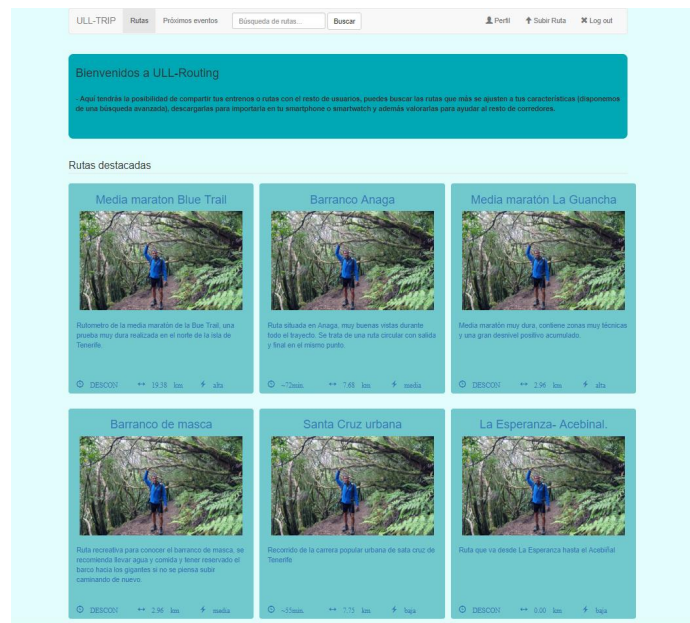 ULL-TRIP Rutas Próximos eventos Búsqueda de rutas... Buscar Perfil Subir Ruta Log out
Bienvenidos a ULL-Routing
- Aquí tendrás la posibilidad de compartir tus entrenos o rutas con el resto de usuarios, puedes buscar las rutas que más se ajusten a tus características (disponemos
de una búsqueda avanzada), descargarlas para importarla en tu smartphone o smartwatch y además valorarlas para ayudar al resto de corredores.
Rutas destacadas
Media maraton Blue Trail
Rutometro de la media maratón de la Bue Trail, una
prueba muy dura realizada en el norte de la isla de
Tenerife
DESCON 19.38 km alta
Barranco Anaga
Ruta situada en Anaga, muy buenas vistas durante
todo el trayecto. Se trata de una ruta circular con salida
y final en el mismo punto.
~72min. 7.68 km media
Media maratón La Guancha
Media maratón muy dura, contiene zonas muy técnicas
y una gran desnivel positivo acumulado.
DESCON 2.96 km alta
Barranco de masca
Ruta recreativa para conocer el barranco de masca, se
recomienda llevar agua y comida y tener reservado el
barco hacia los gigantes si no se piensa subir
caminando de nuevo.
DESCON 2.96 km media
Santa Cruz urbana
Recorrido de la carrera popular urbana de sata cruz de
Tenerife
~35min. 7.75 km baja
La Esperanza- Acebinal.
Ruta que va desde La Esperanza hasta el Acebiñal
DESCON 0.00 km baja